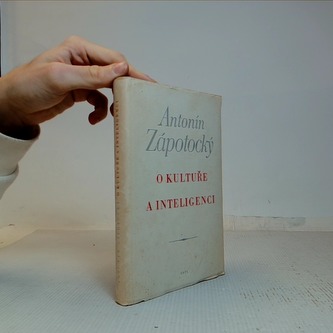 Antonín
Zápotocký
O KULTUŘE
A INTELIGENCI